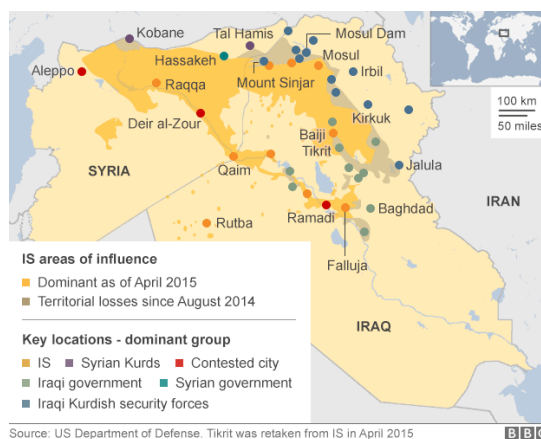 Kobane
Tal Hamis
Mosul Dam
Hassakeh
Mosul
Aleppo
Raqqa
Mount Sinjar
Irbil
100 km
50 miles
Deir al-Zour
Kirkuk
Baiji
Tikrit
SYRIA
Qaim
Jalula
IRAN
Rutba
Ramadi
Baghdad
Falluja
IS areas of influence
Dominant as of April 2015
Territorial losses since August 2014
IRAQ
Key locations - dominant group
IS Syrian Kurds Contested city
Iraqi government Syrian government
Iraqi Kurdish security forces
Source: US Department of Defense. Tikrit was retaken from IS in April 2015
BBC